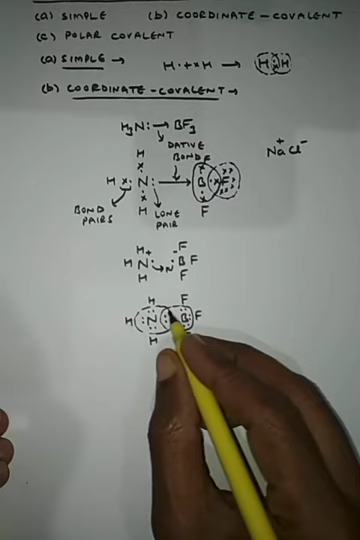 (a) SIMPLE (b) COORDINATE-COVALENT
(c) POLAR COVALENT
(a) SIMPLE → H· + ×H → H × H
(b) COORDINATE-COVALENT →
H₃N: → BF₃
DATIVE
BOND
H F
H N : → B F
H F
BOND
PAIRS
LONE
PAIR
Na⁺Cl⁻
H + - F
H N : → N B F
H F
H F
H N B F
H